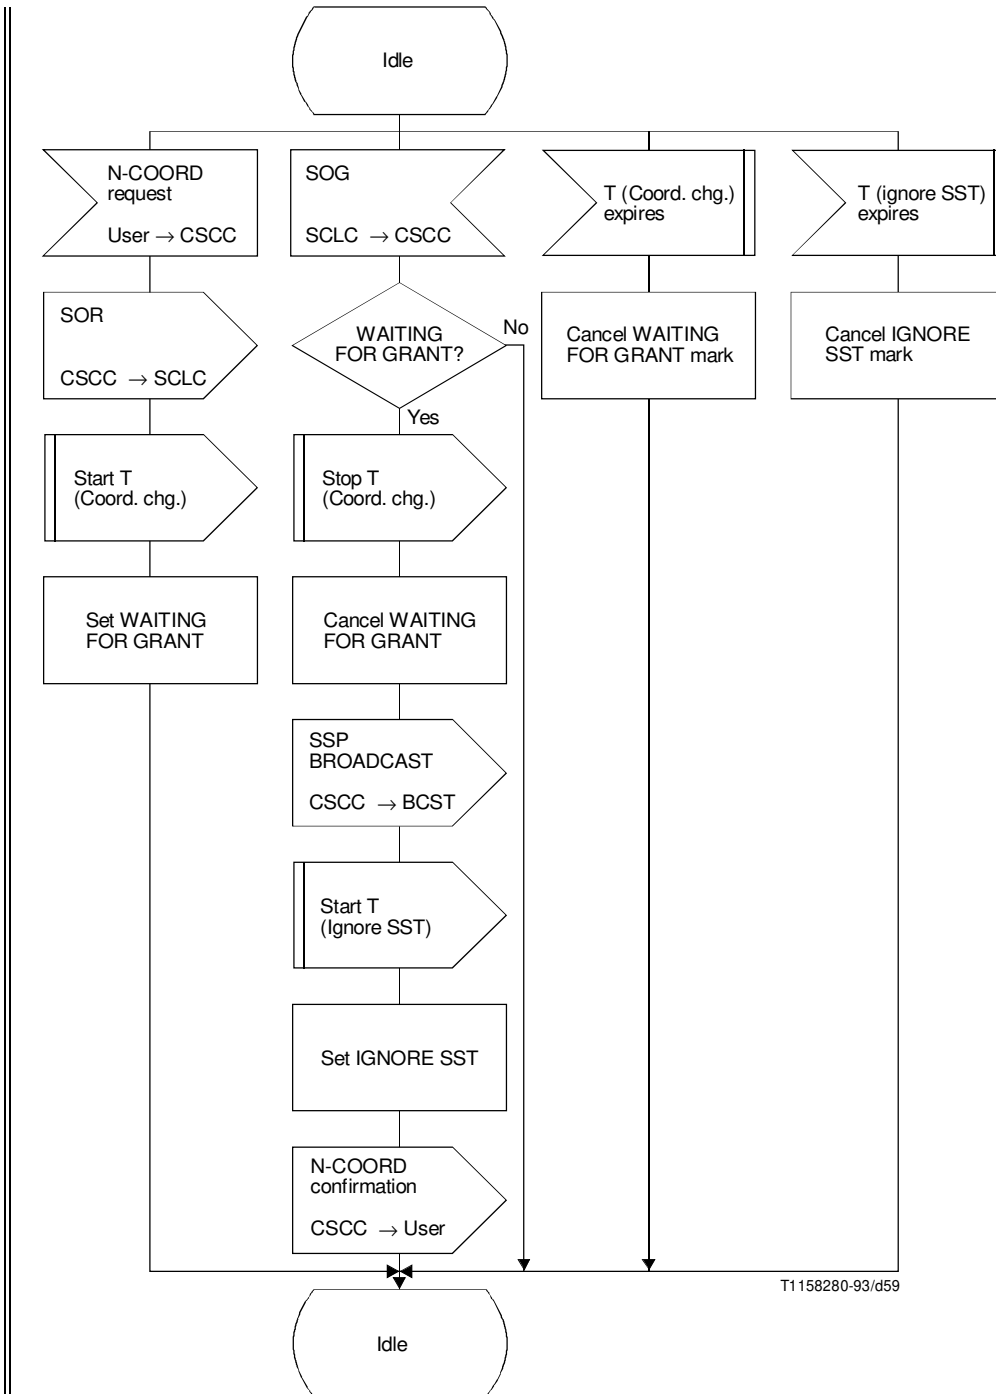 Idle
N-COORD
request
User → CSCC
SOG
SCLC → CSCC
T (Coord. chg.)
expires
T (ignore SST)
expires
SOR
CSCC → SCLC
WAITING
FOR GRANT?
No
Yes
Cancel WAITING
FOR GRANT mark
Cancel IGNORE
SST mark
Start T
(Coord. chg.)
Stop T
(Coord. chg.)
Set WAITING
FOR GRANT
Cancel WAITING
FOR GRANT
SSP
BROADCAST
CSCC → BCST
Start T
(Ignore SST)
Set IGNORE SST
N-COORD
confirmation
CSCC → User
T1158280-93/d59
Idle